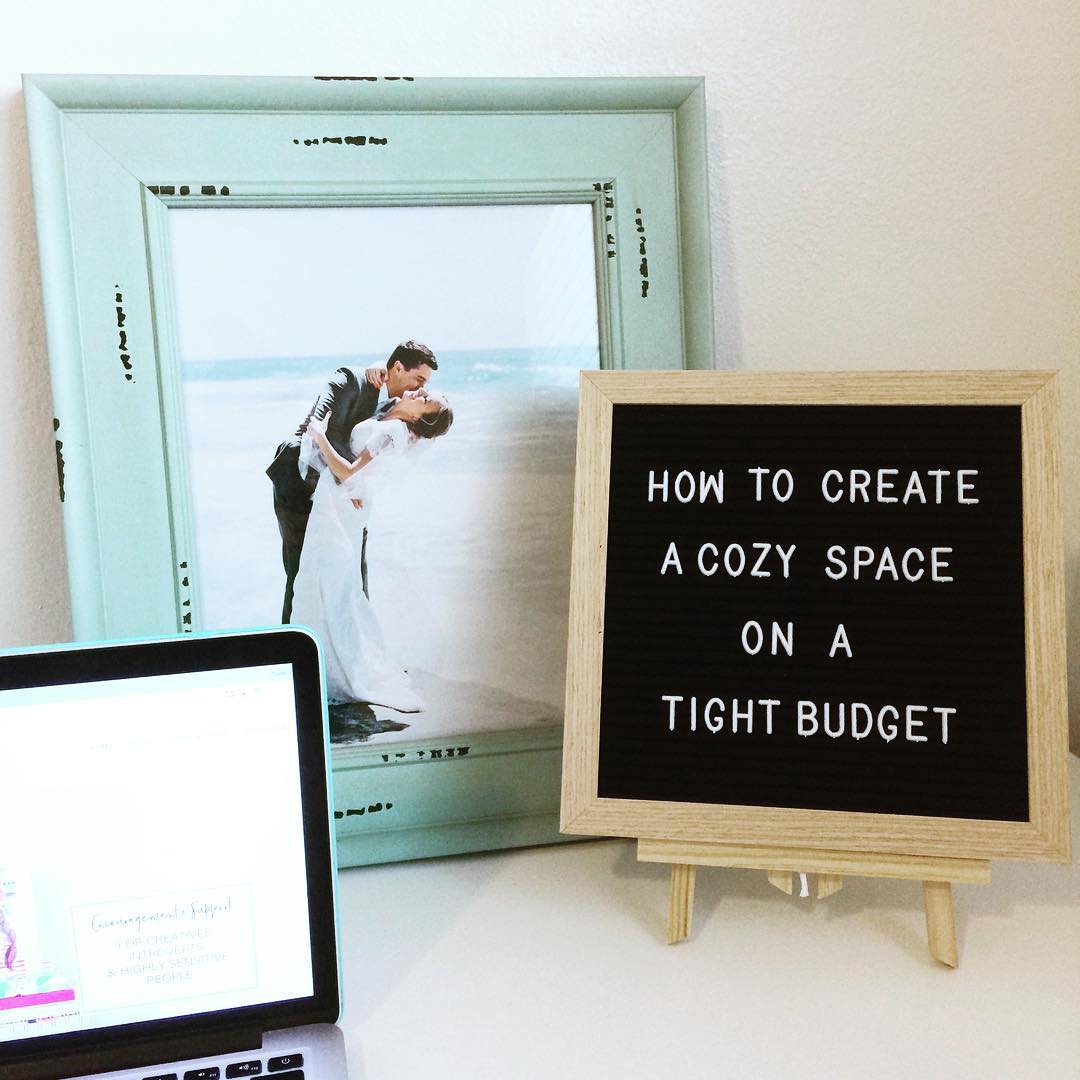 HOW TO CREATE
A COZY SPACE
ON A
TIGHT BUDGET
Encouragement & Support
FOR CREATIVES,
INTROVERTS,
& HIGHLY SENSITIVE
PEOPLE